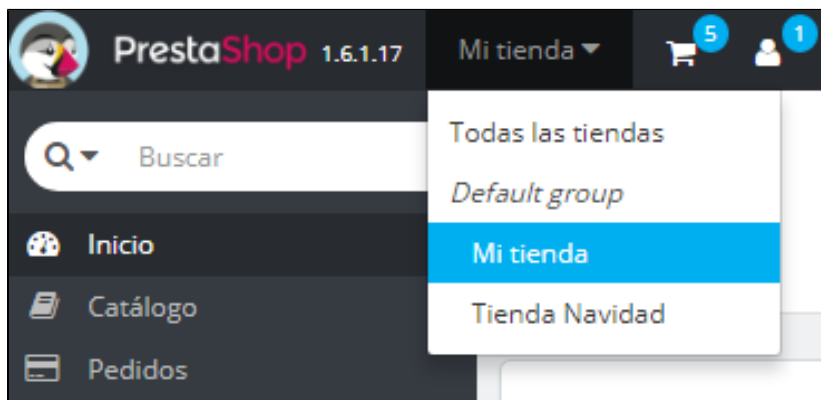 PrestaShop 1.6.1.17 Mi tienda 5 1
Todas las tiendas
Buscar
Default group
Inicio
Mi tienda
Catálogo
Tienda Navidad
Pedidos